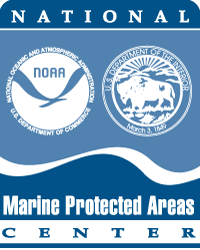 NATIONAL
NATIONAL OCEANIC AND ATMOSPHERIC ADMINISTRATION
NOAA
U.S. DEPARTMENT OF COMMERCE
U.S. DEPARTMENT OF THE INTERIOR
March 3, 1849
Marine Protected Areas
CENTER